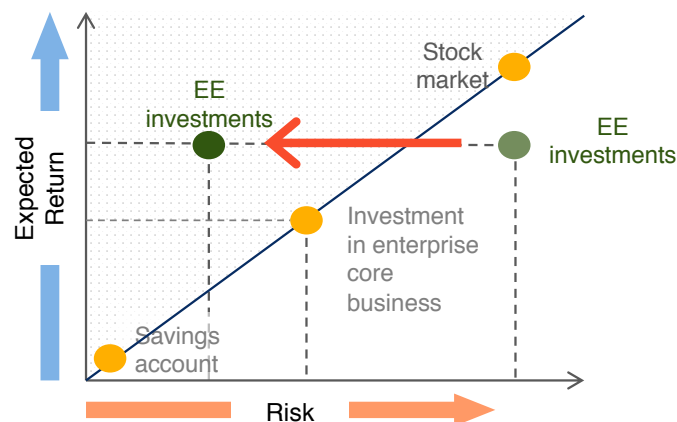 Stock
market
EE
investments
EE
investments
Expected
Return
Investment
in enterprise
core
business
Savings
account
Risk